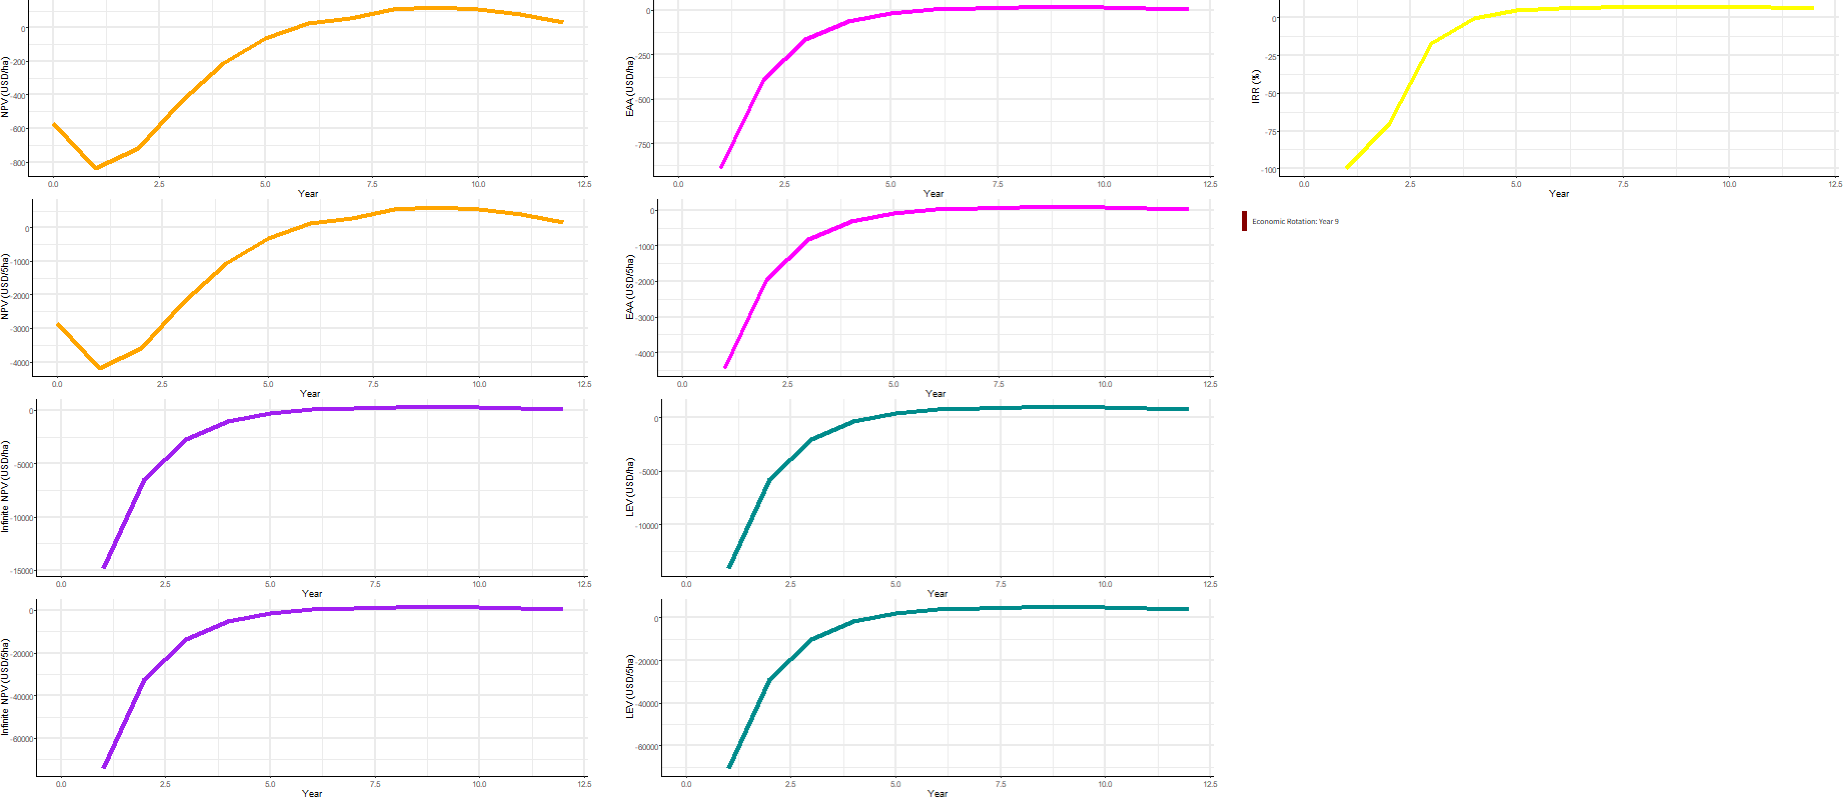 NPV (USD/ha)
0
-200
-400
-600
-800
0.0 2.5 5.0 7.5 10.0 12.5
Year
EAA (USD/ha)
0
-250
-500
-750
0.0 2.5 5.0 7.5 10.0 12.5
Year
IRR (%)
0
-25
-50
-75
-100
0.0 2.5 5.0 7.5 10.0 12.5
Year
Economic Rotation: Year 9
NPV (USD/5ha)
0
-1000
-2000
-3000
-4000
0.0 2.5 5.0 7.5 10.0 12.5
Year
EAA (USD/5ha)
0
-1000
-2000
-3000
-4000
0.0 2.5 5.0 7.5 10.0 12.5
Year
Infinite NPV (USD/ha)
0
-5000
-10000
-15000
0.0 2.5 5.0 7.5 10.0 12.5
Year
LEV (USD/ha)
0
-5000
-10000
0.0 2.5 5.0 7.5 10.0 12.5
Year
Infinite NPV (USD/5ha)
0
-20000
-40000
-60000
0.0 2.5 5.0 7.5 10.0 12.5
Year
LEV (USD/5ha)
0
-20000
-40000
-60000
0.0 2.5 5.0 7.5 10.0 12.5
Year